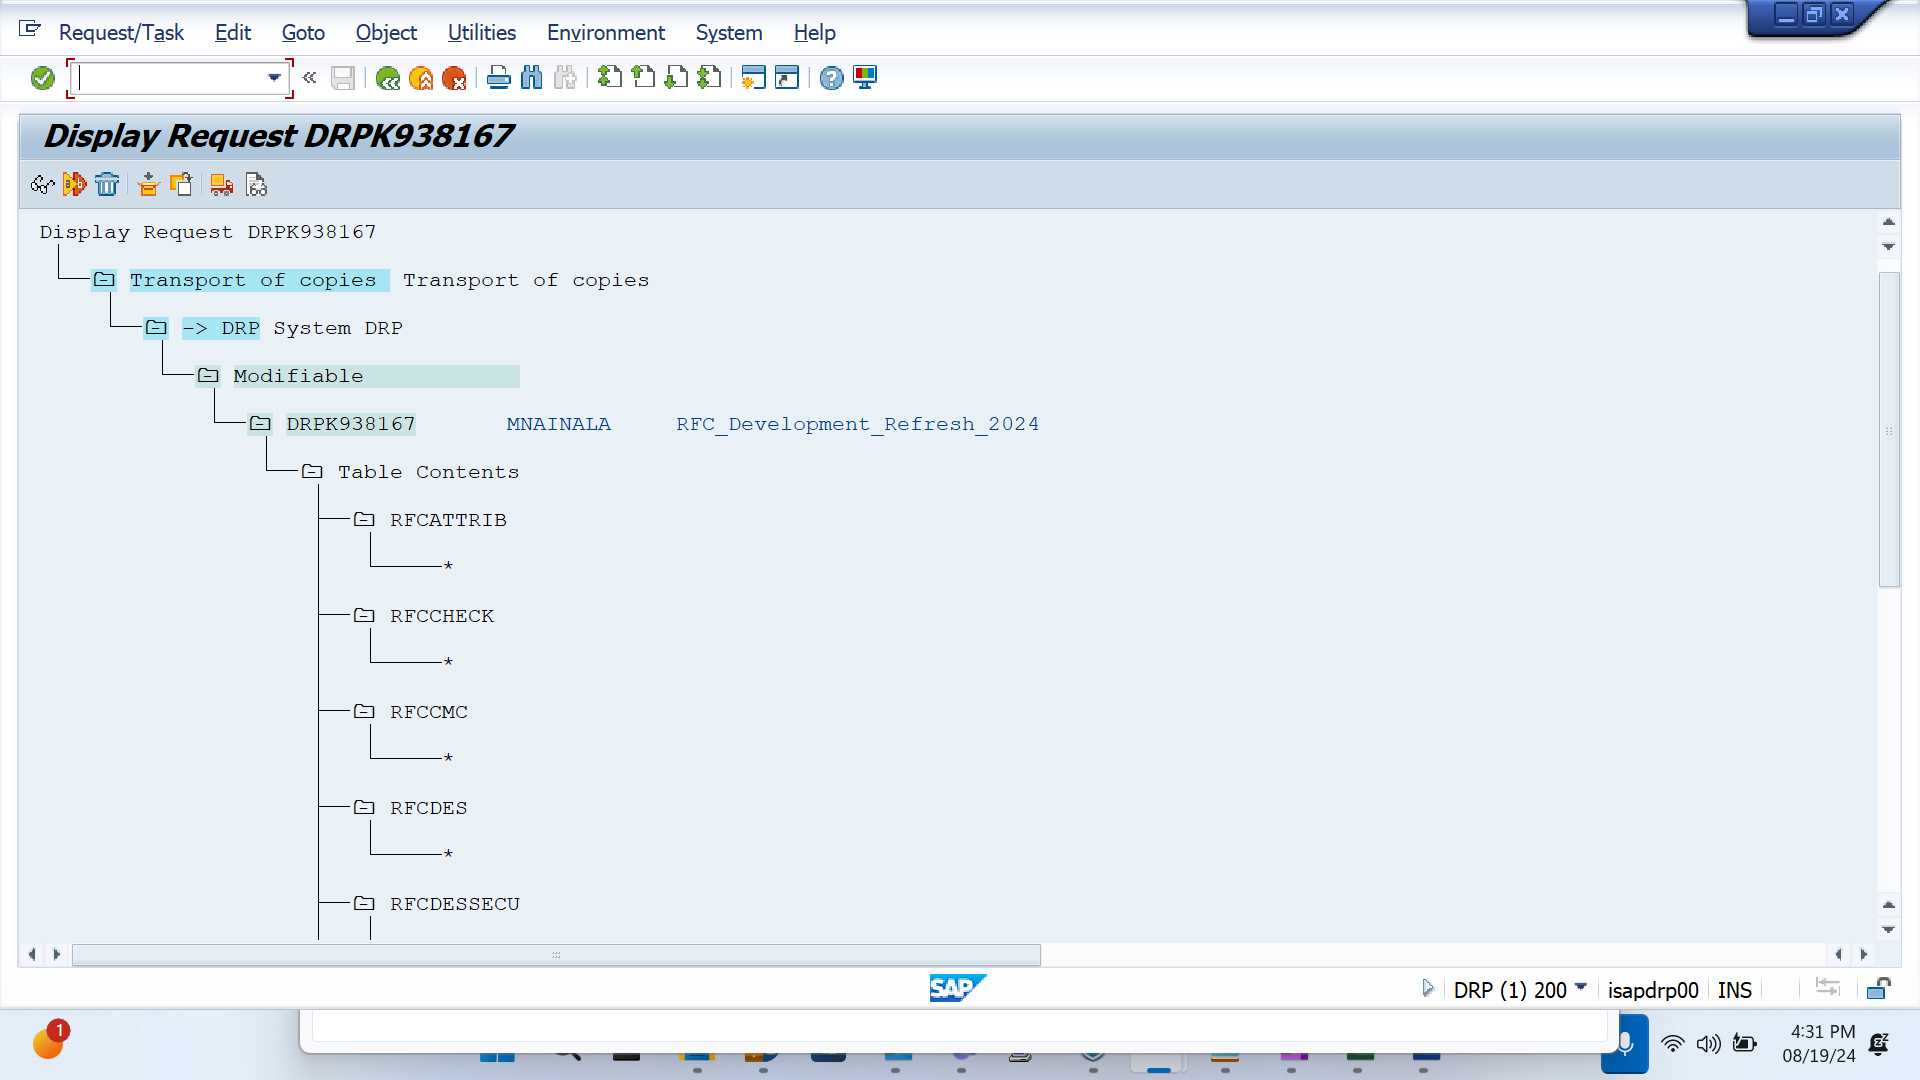 Request/Task Edit Goto Object Utilities Environment System Help
Display Request DRPK938167
Display Request DRPK938167
Transport of copies Transport of copies
-> DRP System DRP
Modifiable
DRPK938167 MNAINALA RFC_Development_Refresh_2024
Table Contents
RFCATTRIB
*
RFCCHECK
*
RFCCMC
*
RFCDES
*
RFCDESSECU
SAP
DRP (1) 200 isapdrp00 INS
1
4:31 PM
08/19/24